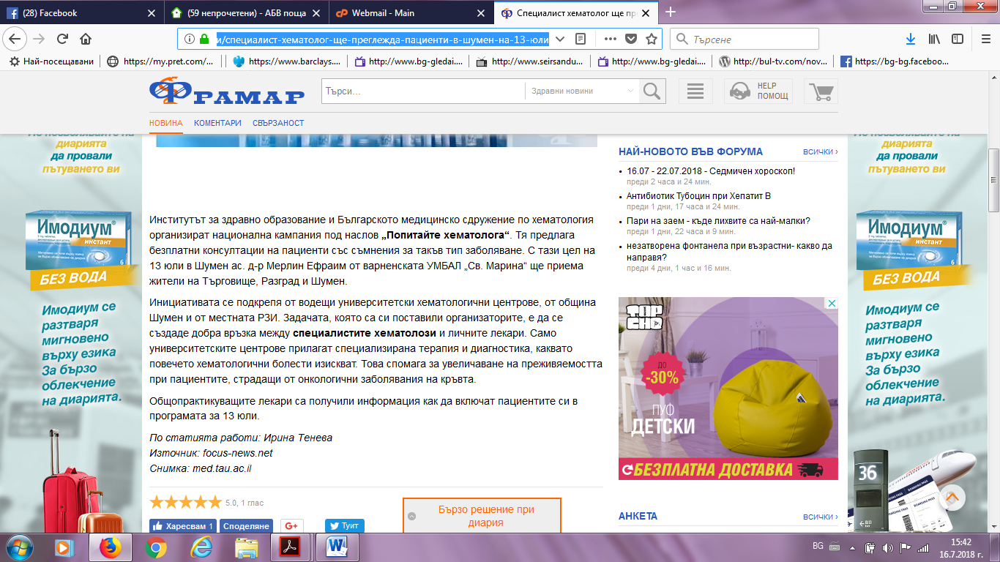 (28) Facebook
(59 непрочетени) - АБВ поща
Webmail - Main
Специалист хематолог ще пр
и/специалист-хематолог-ще-преглежда-пациенти-в-шумен-на-13-юли
Търсене
Най-посещавани
https://my.pret.com/...
https://www.barclays....
http://www.bg-gledai....
http://www.seirsandu...
http://www.bg-gledai....
http://bul-tv.com/nov...
https://bg-bg.faceboo...
Фрамар
Търси...
Здравни новини
HELP
ПОМОЩ
НОВИНА
КОМЕНТАРИ
СВЪРЗАНОСТ
диарията
да провали
пътуването ви
Имодиум®
инстант
6
БЕЗ ВОДА
Имодиум се
разтваря
мигновено
върху езика
За бързо
облекчение
на диарията.
Институтът за здравно образование и Българското медицинско сдружение по хематология
организират национална кампания под наслов „Попитайте хематолога“. Тя предлага
безплатни консултации на пациенти със съмнения за такъв тип заболяване. С тази цел на
13 юли в Шумен ас. д-р Мерлин Ефраим от варненската УМБАЛ „Св. Марина“ ще приема
жители на Търговище, Разград и Шумен.
Инициативата се подкрепя от водещи университетски хематологични центрове, от община
Шумен и от местната РЗИ. Задачата, която са си поставили организаторите, е да се
създаде добра връзка между специалистите хематолози и личните лекари. Само
университетските центрове прилагат специализирана терапия и диагностика, каквато
повечето хематологични болести изискват. Това спомага за увеличаване на преживяемостта
при пациентите, страдащи от онкологични заболявания на кръвта.
Общопрактикуващите лекари са получили информация как да включат пациентите си в
програмата за 13 юли.
По статията работи: Ирина Тенева
Източник: focus-news.net
Снимка: med.tau.ac.il
5.0, 1 глас
Харесвам 1
Споделяне
G+
Туит
Бързо решение при
диария
НАЙ-НОВОТО ВЪВ ФОРУМА
ВСИЧКИ ›
16.07 - 22.07.2018 - Седмичен хороскоп!
преди 2 часа и 24 мин.
Антибиотик Тубоцин при Хепатит В
преди 1 дни, 17 часа и 24 мин.
Пари на заем - къде лихвите са най-малки?
преди 1 дни, 22 часа и 9 мин.
незатворена фонтанела при възрастни- какво да
направя?
преди 4 дни, 1 час и 16 мин.
TOP
CHO
ДО
-30%
ПУФ
ДЕТСКИ
БЕЗПЛАТНА ДОСТАВКА
АНКЕТА
ВСИЧКИ ›
диарията
да провали
пътуването ви
Имодиум®
инстант
6
БЕЗ ВОДА
Имодиум се
разтваря
мигновено
върху езика
За бързо
облекчение
на диарията.
36
BOARDING PASS
BG
15:42
16.7.2018 г.